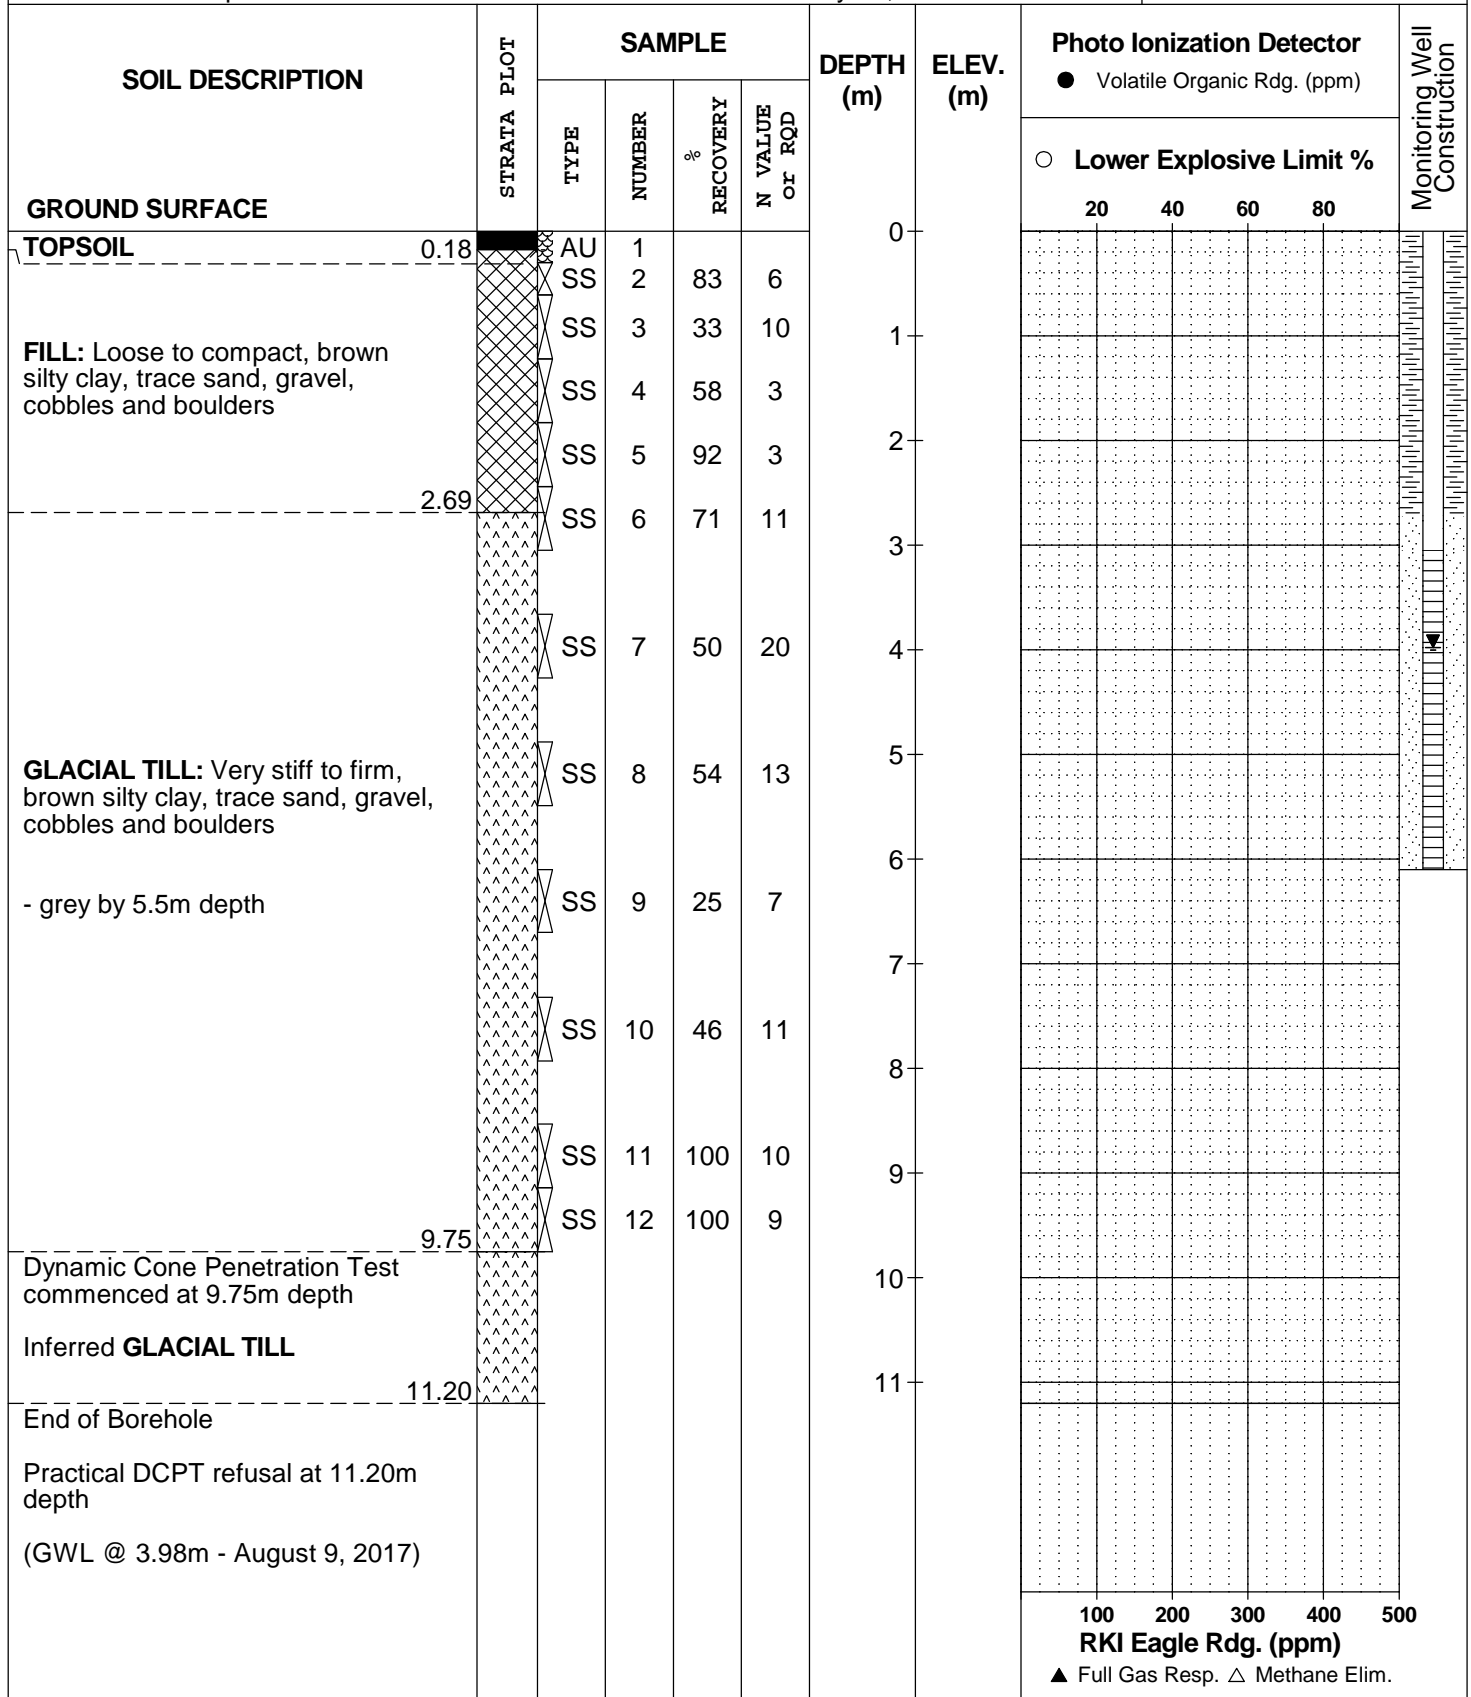 SOIL DESCRIPTION
GROUND SURFACE
STRATA PLOT
SAMPLE
TYPE
NUMBER
%
RECOVERY
N VALUE
or RQD
DEPTH
(m)
ELEV.
(m)
Photo Ionization Detector
● Volatile Organic Rdg. (ppm)
○ Lower Explosive Limit %
20 40 60 80
Monitoring Well
Construction
TOPSOIL 0.18
AU 1
SS 2 83 6
SS 3 33 10
FILL: Loose to compact, brown
silty clay, trace sand, gravel,
cobbles and boulders
SS 4 58 3
SS 5 92 3
2.69
SS 6 71 11
SS 7 50 20
GLACIAL TILL: Very stiff to firm,
brown silty clay, trace sand, gravel,
cobbles and boulders
SS 8 54 13
- grey by 5.5m depth
SS 9 25 7
SS 10 46 11
SS 11 100 10
SS 12 100 9
9.75
Dynamic Cone Penetration Test
commenced at 9.75m depth
Inferred GLACIAL TILL
11.20
End of Borehole
Practical DCPT refusal at 11.20m
depth
(GWL @ 3.98m - August 9, 2017)
0
1
2
3
4
5
6
7
8
9
10
11
100 200 300 400 500
RKI Eagle Rdg. (ppm)
▲ Full Gas Resp. △ Methane Elim.